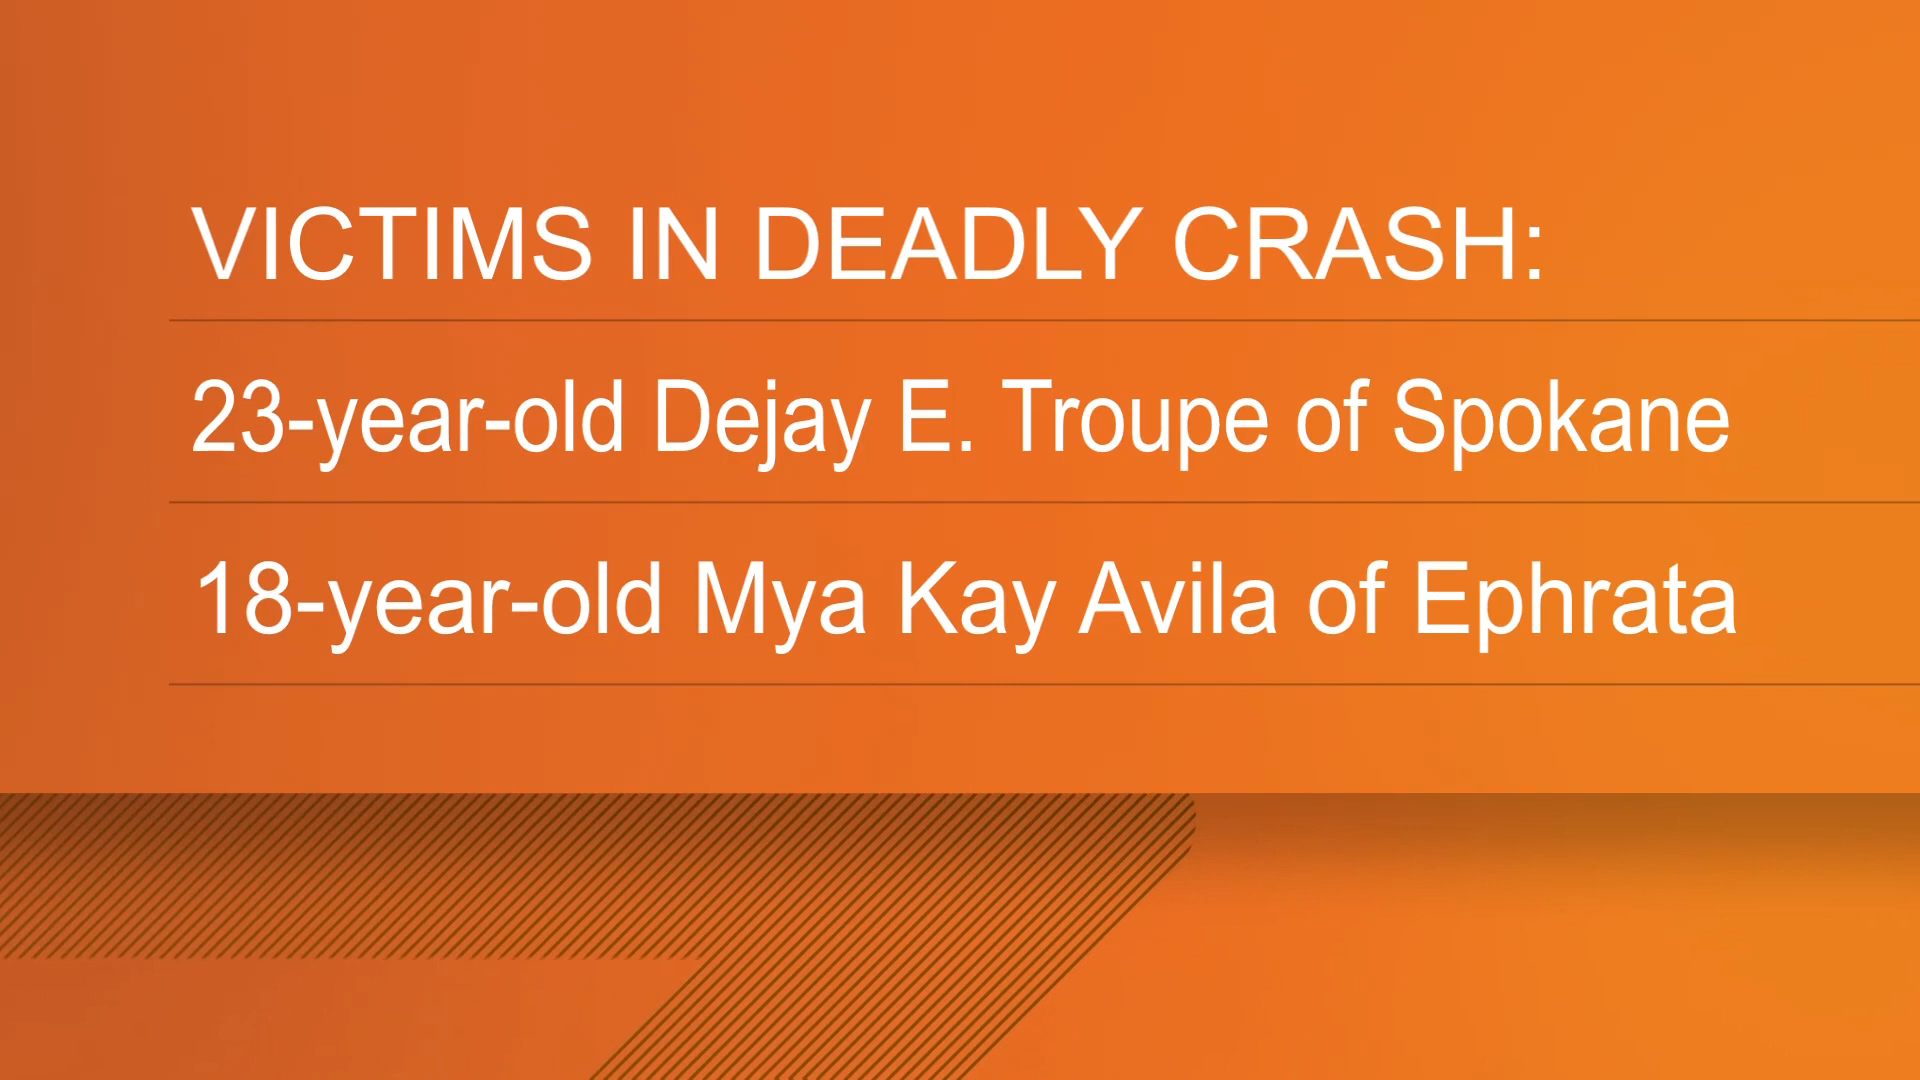 VICTIMS IN DEADLY CRASH:
23-year-old Dejay E. Troupe of Spokane
18-year-old Mya Kay Avila of Ephrata